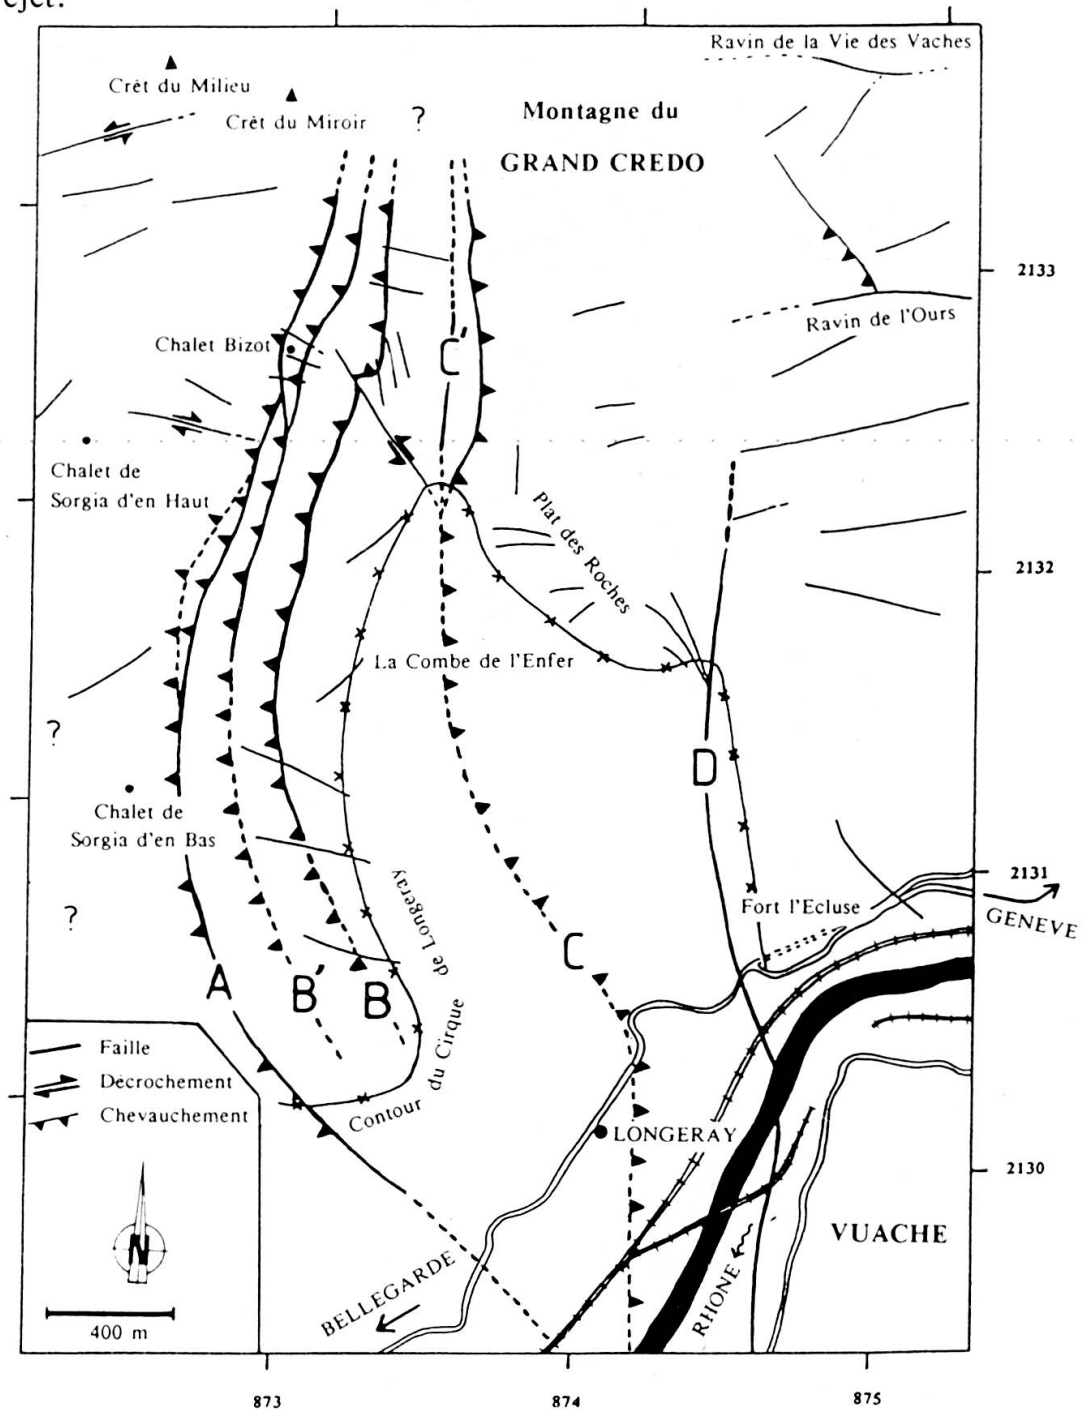 ejet.
Ravin de la Vie des Vaches
Crêt du Milieu
Crêt du Miroir
?
Montagne du
GRAND CREDO
2133
Ravin de l'Ours
Chalet Bizot
C'
Chalet de
Sorgia d'en Haut
Plat des Roches
2132
La Combe de l'Enfer
?
D
Chalet de
Sorgia d'en Bas
2131
Fort l'Ecluse
GENEVE
?
A
B'
B
C
Contour du Cirque de Longeray
Faille
Décrochement
Chevauchement
LONGERAY
2130
N
VUACHE
BELLEGARDE
RHONE
400 m
873
874
875